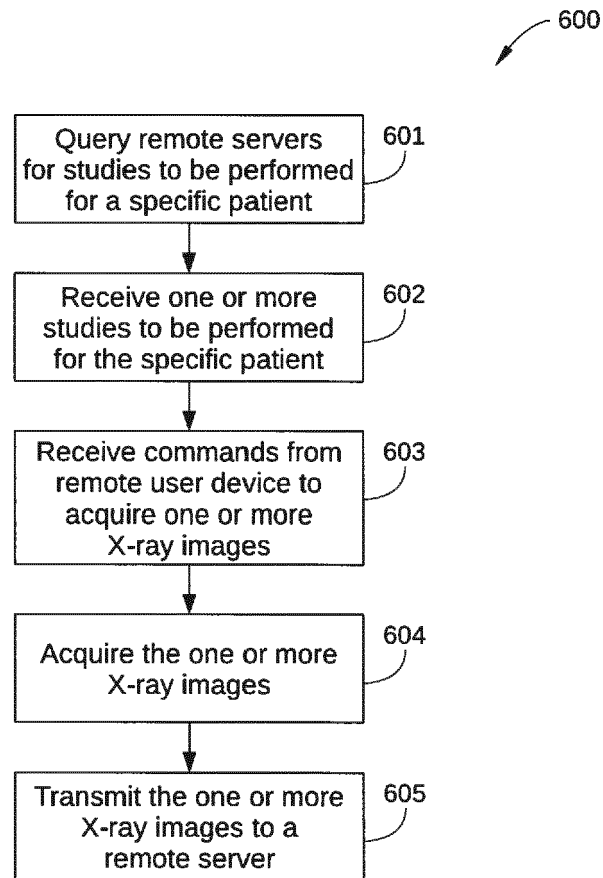 600
Query remote servers
for studies to be performed
for a specific patient
601
Receive one or more
studies to be performed
for the specific patient
602
Receive commands from
remote user device to
acquire one or more
X-ray images
603
Acquire the one or more
X-ray images
604
Transmit the one or more
X-ray images to a
remote server
605